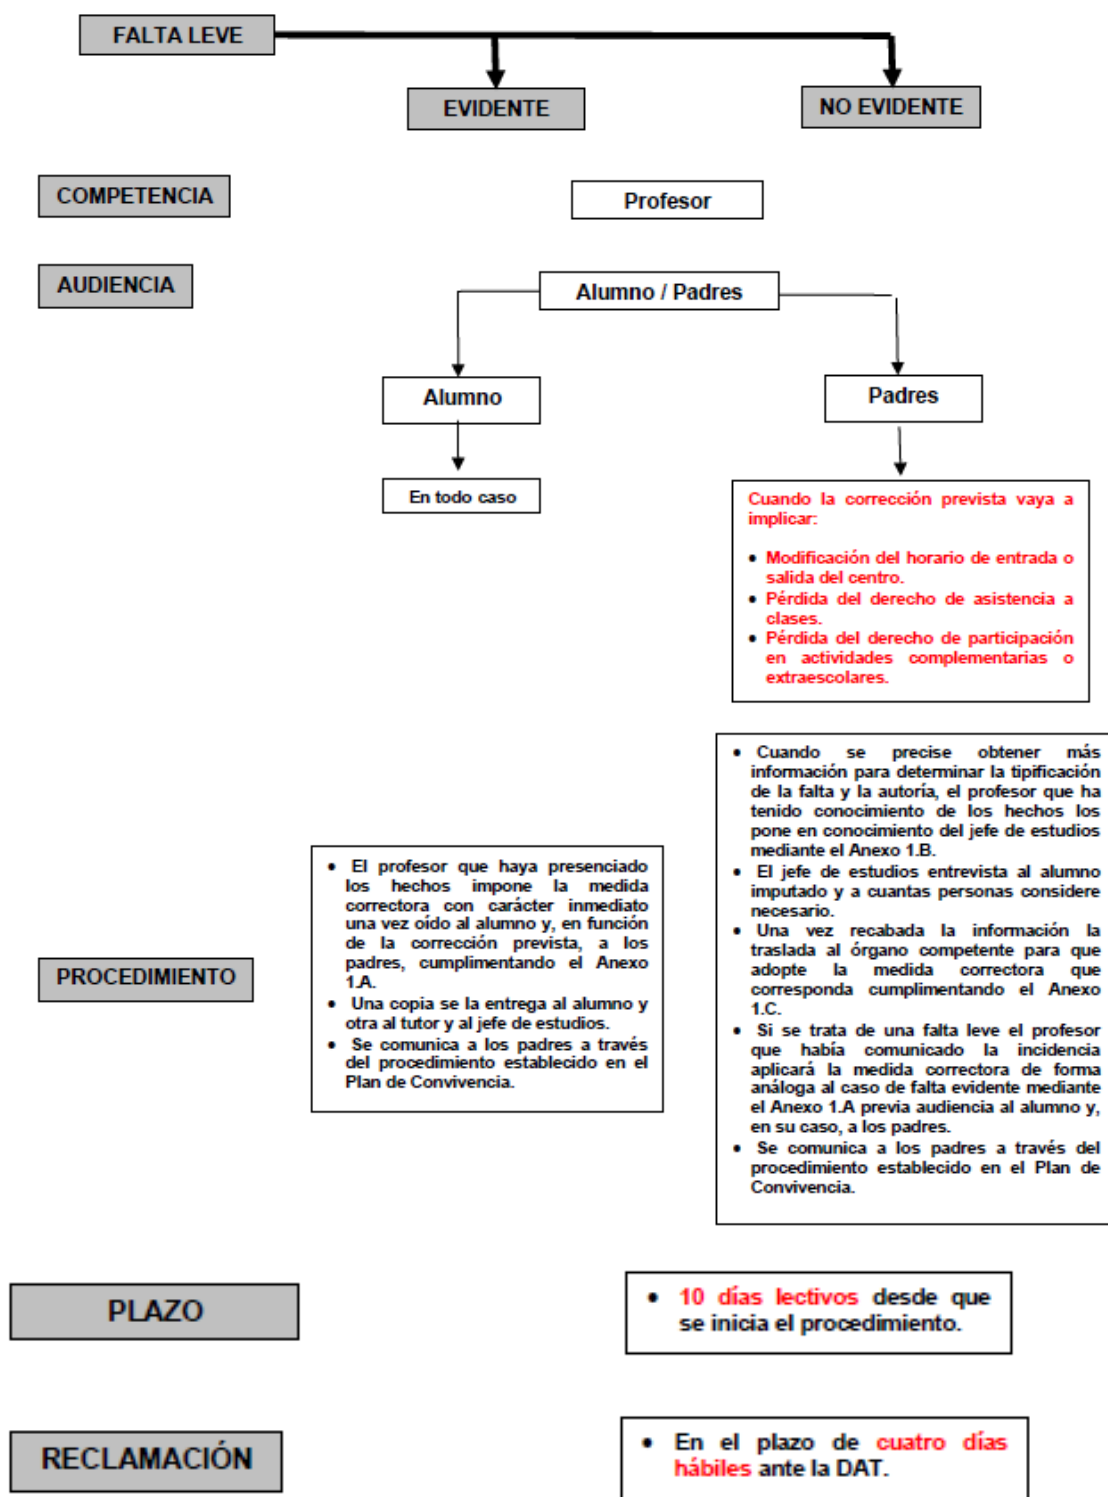 FALTA LEVE
EVIDENTE
NO EVIDENTE
COMPETENCIA
Profesor
AUDIENCIA
Alumno / Padres
Alumno
Padres
En todo caso
Cuando la corrección prevista vaya a
implicar:
• Modificación del horario de entrada o
salida del centro.
• Pérdida del derecho de asistencia a
clases.
• Pérdida del derecho de participación
en actividades complementarias o
extraescolares.
PROCEDIMIENTO
• El profesor que haya presenciado
los hechos impone la medida
correctora con carácter inmediato
una vez oído al alumno y, en función
de la corrección prevista, a los
padres, cumplimentando el Anexo
1.A.
• Una copia se la entrega al alumno y
otra al tutor y al jefe de estudios.
• Se comunica a los padres a través
del procedimiento establecido en el
Plan de Convivencia.
• Cuando se precise obtener más
información para determinar la tipificación
de la falta y la autoría, el profesor que ha
tenido conocimiento de los hechos los
pone en conocimiento del jefe de estudios
mediante el Anexo 1.B.
• El jefe de estudios entrevista al alumno
imputado y a cuantas personas considere
necesario.
• Una vez recabada la información la
traslada al órgano competente para que
adopte la medida correctora que
corresponda cumplimentando el Anexo
1.C.
• Si se trata de una falta leve el profesor
que había comunicado la incidencia
aplicará la medida correctora de forma
análoga al caso de falta evidente mediante
el Anexo 1.A previa audiencia al alumno y,
en su caso, a los padres.
• Se comunica a los padres a través del
procedimiento establecido en el Plan de
Convivencia.
PLAZO
• 10 días lectivos desde que
se inicia el procedimiento.
RECLAMACIÓN
• En el plazo de cuatro días
hábiles ante la DAT.